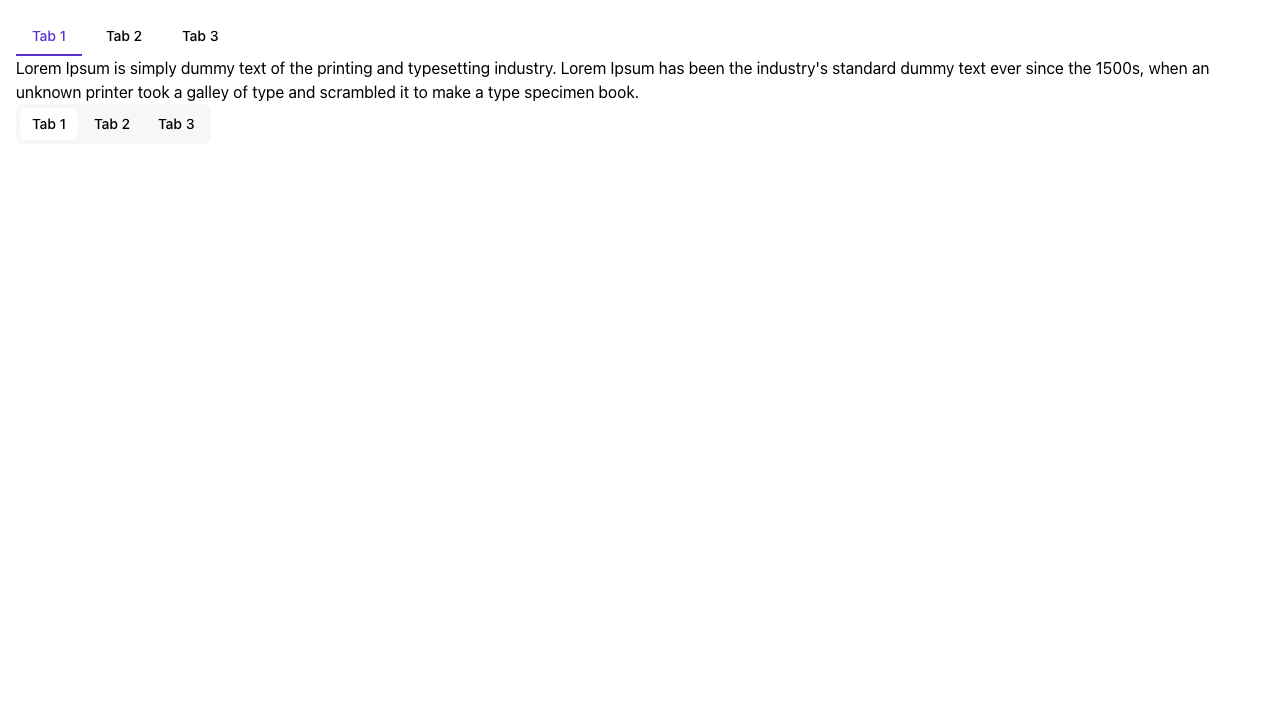 Tab 1 Tab 2 Tab 3
Lorem Ipsum is simply dummy text of the printing and typesetting industry. Lorem Ipsum has been the industry's standard dummy text ever since the 1500s, when an
unknown printer took a galley of type and scrambled it to make a type specimen book.
Tab 1 Tab 2 Tab 3